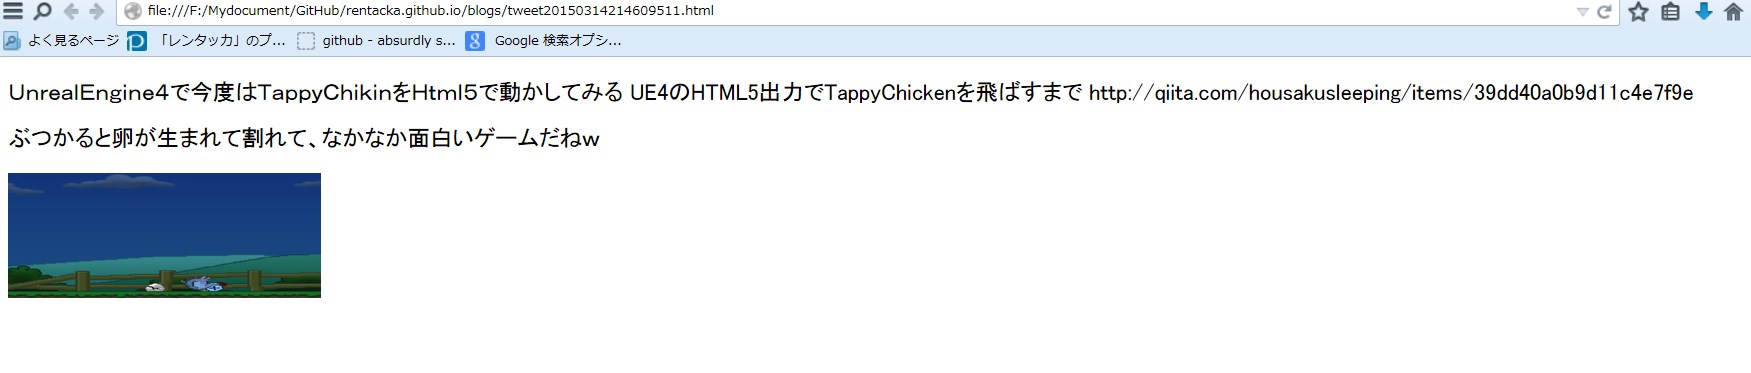 file:///F:/Mydocument/GitHub/rentacka.github.io/blogs/tweet20150314214609511.html
よく見るページ 「レンタッカ」のプ... github - absurdly s... Google 検索オプシ...
UnrealEngine4で今度はTappyChikinをHtml5で動かしてみる UE4のHTML5出力でTappyChickenを飛ばすまで http://qiita.com/housakusleeping/items/39dd40a0b9d11c4e7f9e
ぶつかると卵が生まれて割れて、なかなか面白いゲームだねw